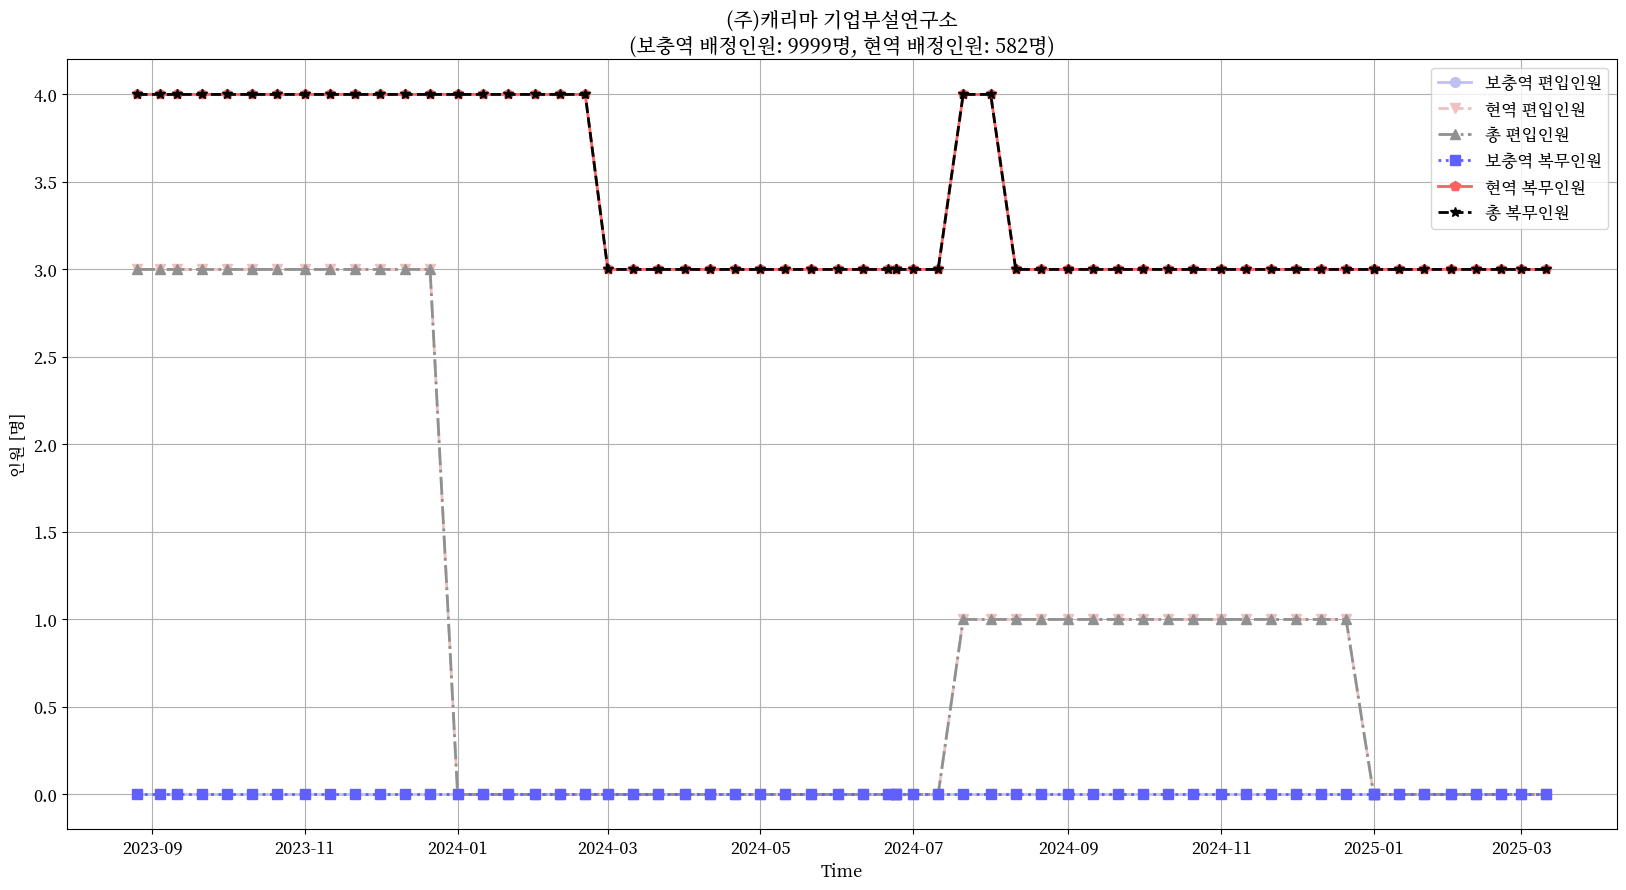 (주)캐리마 기업부설연구소
(보충역 배정인원: 9999명, 현역 배정인원: 582명)
보충역 편입인원
현역 편입인원
총 편입인원
보충역 복무인원
현역 복무인원
총 복무인원
4.0
3.5
3.0
2.5
2.0
1.5
1.0
0.5
0.0
인원 [명]
2023-09 2023-11 2024-01 2024-03 2024-05 2024-07 2024-09 2024-11 2025-01 2025-03
Time